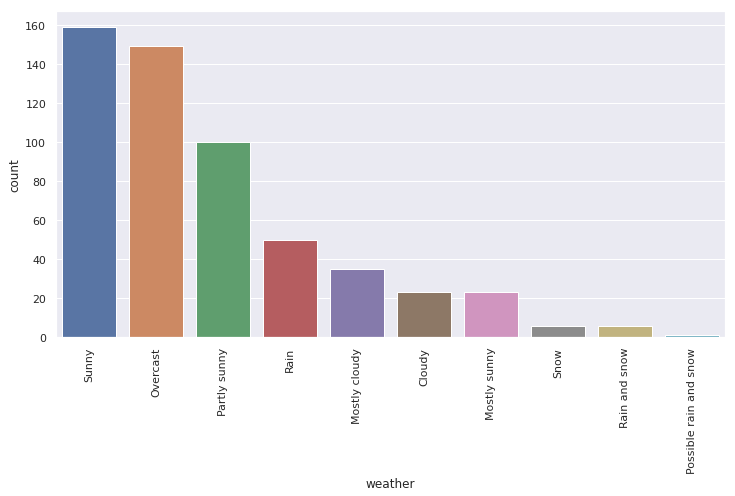 160
140
120
100
80
60
40
20
0
count
Sunny
Overcast
Partly sunny
Rain
Mostly cloudy
Cloudy
Mostly sunny
Snow
Rain and snow
Possible rain and snow
weather